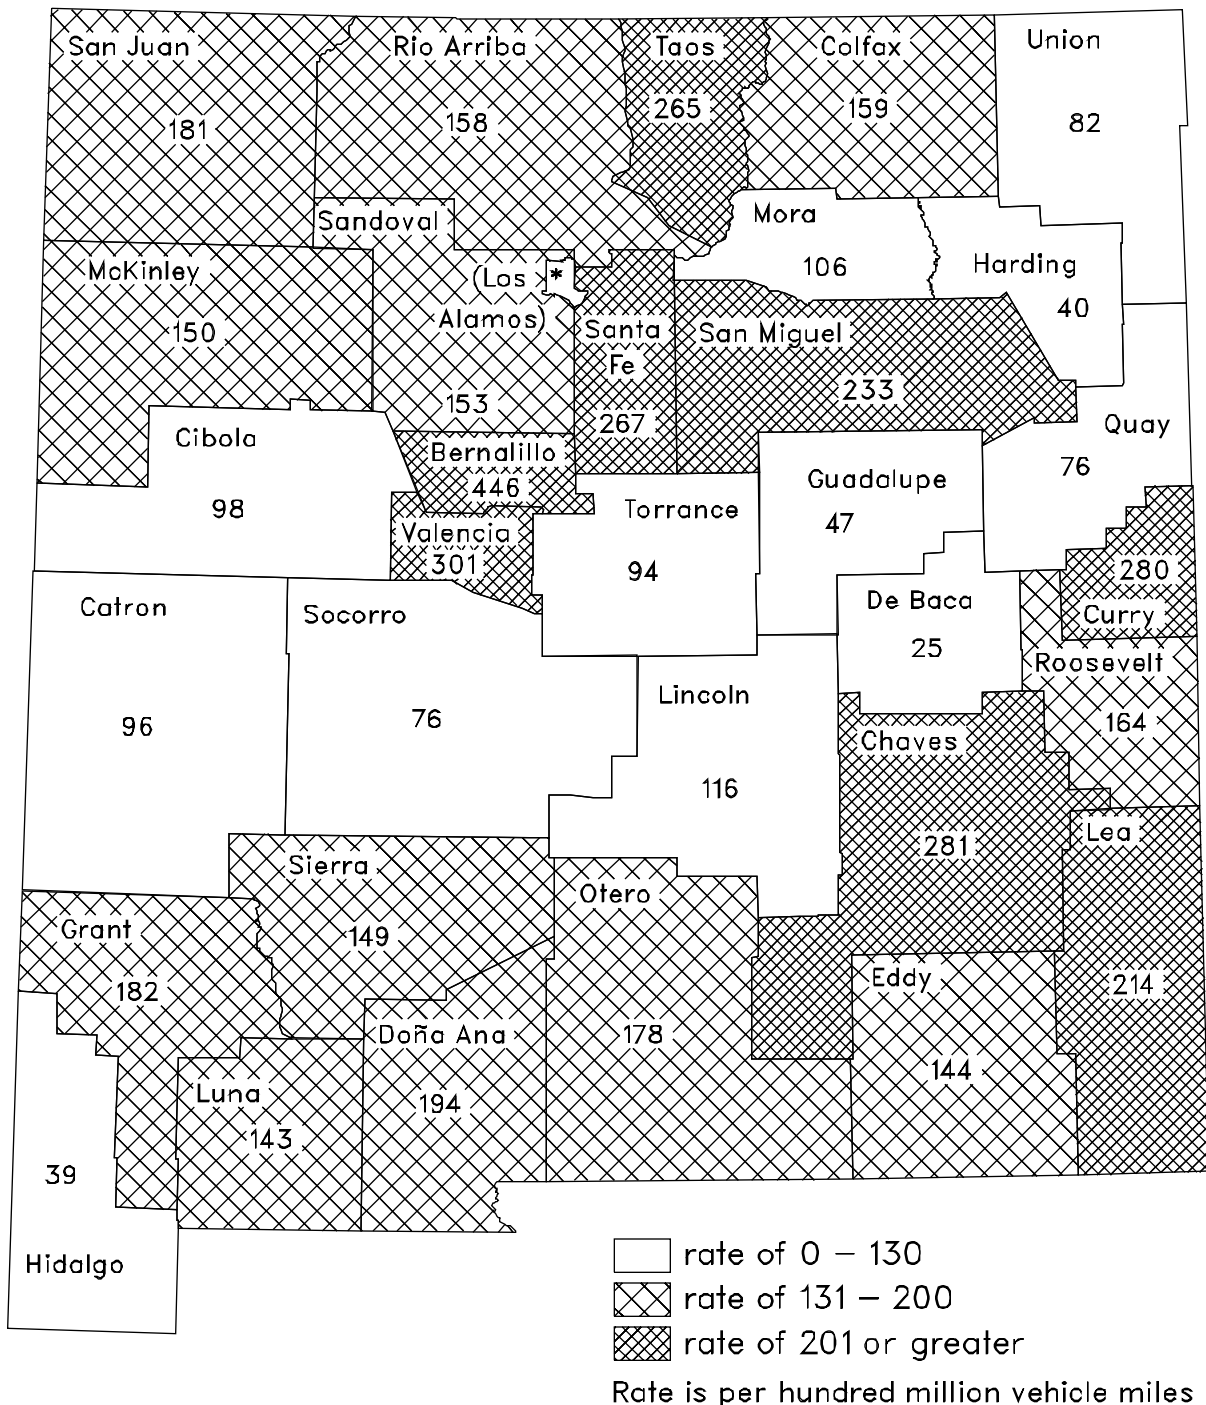 San Juan
181
Rio Arriba
158
Taos
265
Colfax
159
Union
82
Sandoval
(Los
*
Alamos)
153
Mora
106
Harding
40
McKinley
150
Santa
Fe
267
San Miguel
233
Quay
76
Cibola
98
Bernalillo
446
Valencia
301
Torrance
94
Guadalupe
47
280
Curry
Catron
96
Socorro
76
De Baca
25
Roosevelt
164
Lincoln
116
Chaves
281
Lea
214
Sierra
149
Otero
178
Grant
182
Doña Ana
194
Eddy
144
Luna
143
39
Hidalgo
rate of 0 – 130
rate of 131 – 200
rate of 201 or greater
Rate is per hundred million vehicle miles